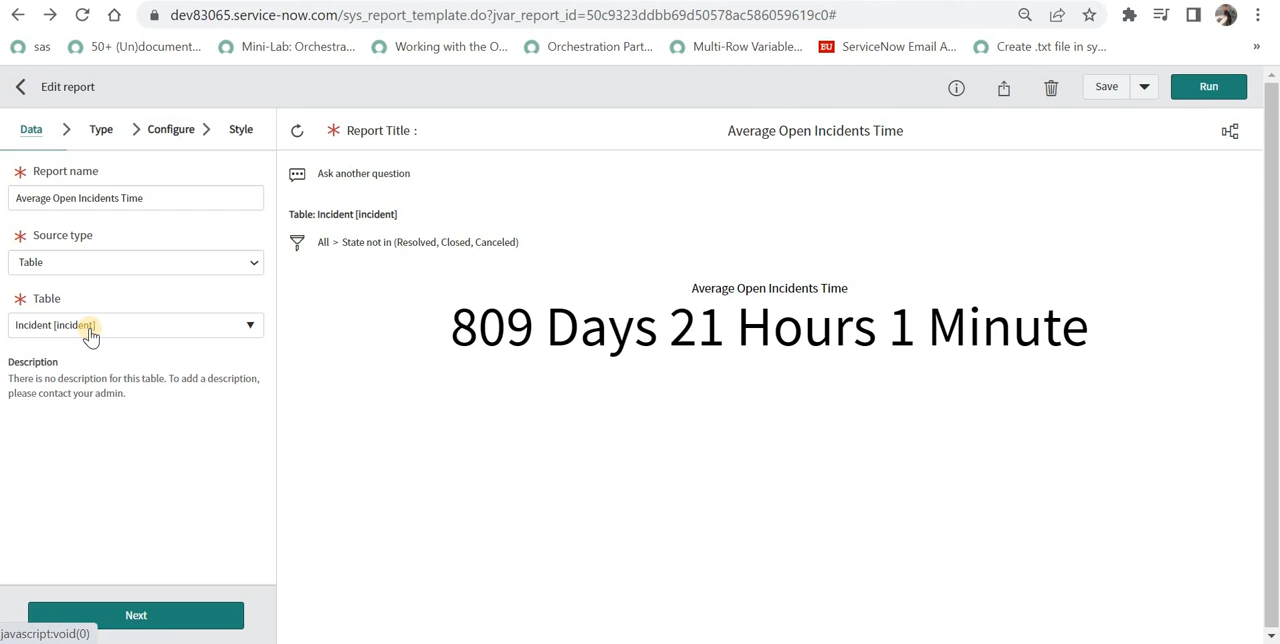 dev83065.service-now.com/sys_report_template.do?jvar_report_id=50c9323ddbb69d50578ac586059619c0#
sas
50+ (Un)document...
Mini-Lab: Orchestra...
Working with the O...
Orchestration Part...
Multi-Row Variable...
BU
ServiceNow Email A...
Create .txt file in sy...
»
Edit report
Save
Run
Data
Type
Configure
Style
* Report Title :
Average Open Incidents Time
* Report name
Average Open Incidents Time
* Source type
Table
* Table
Incident [incident]
Description
There is no description for this table. To add a description,
please contact your admin.
Next
javascript:void(0)
Ask another question
Table: Incident [incident]
All > State not in (Resolved, Closed, Canceled)
Average Open Incidents Time
809 Days 21 Hours 1 Minute